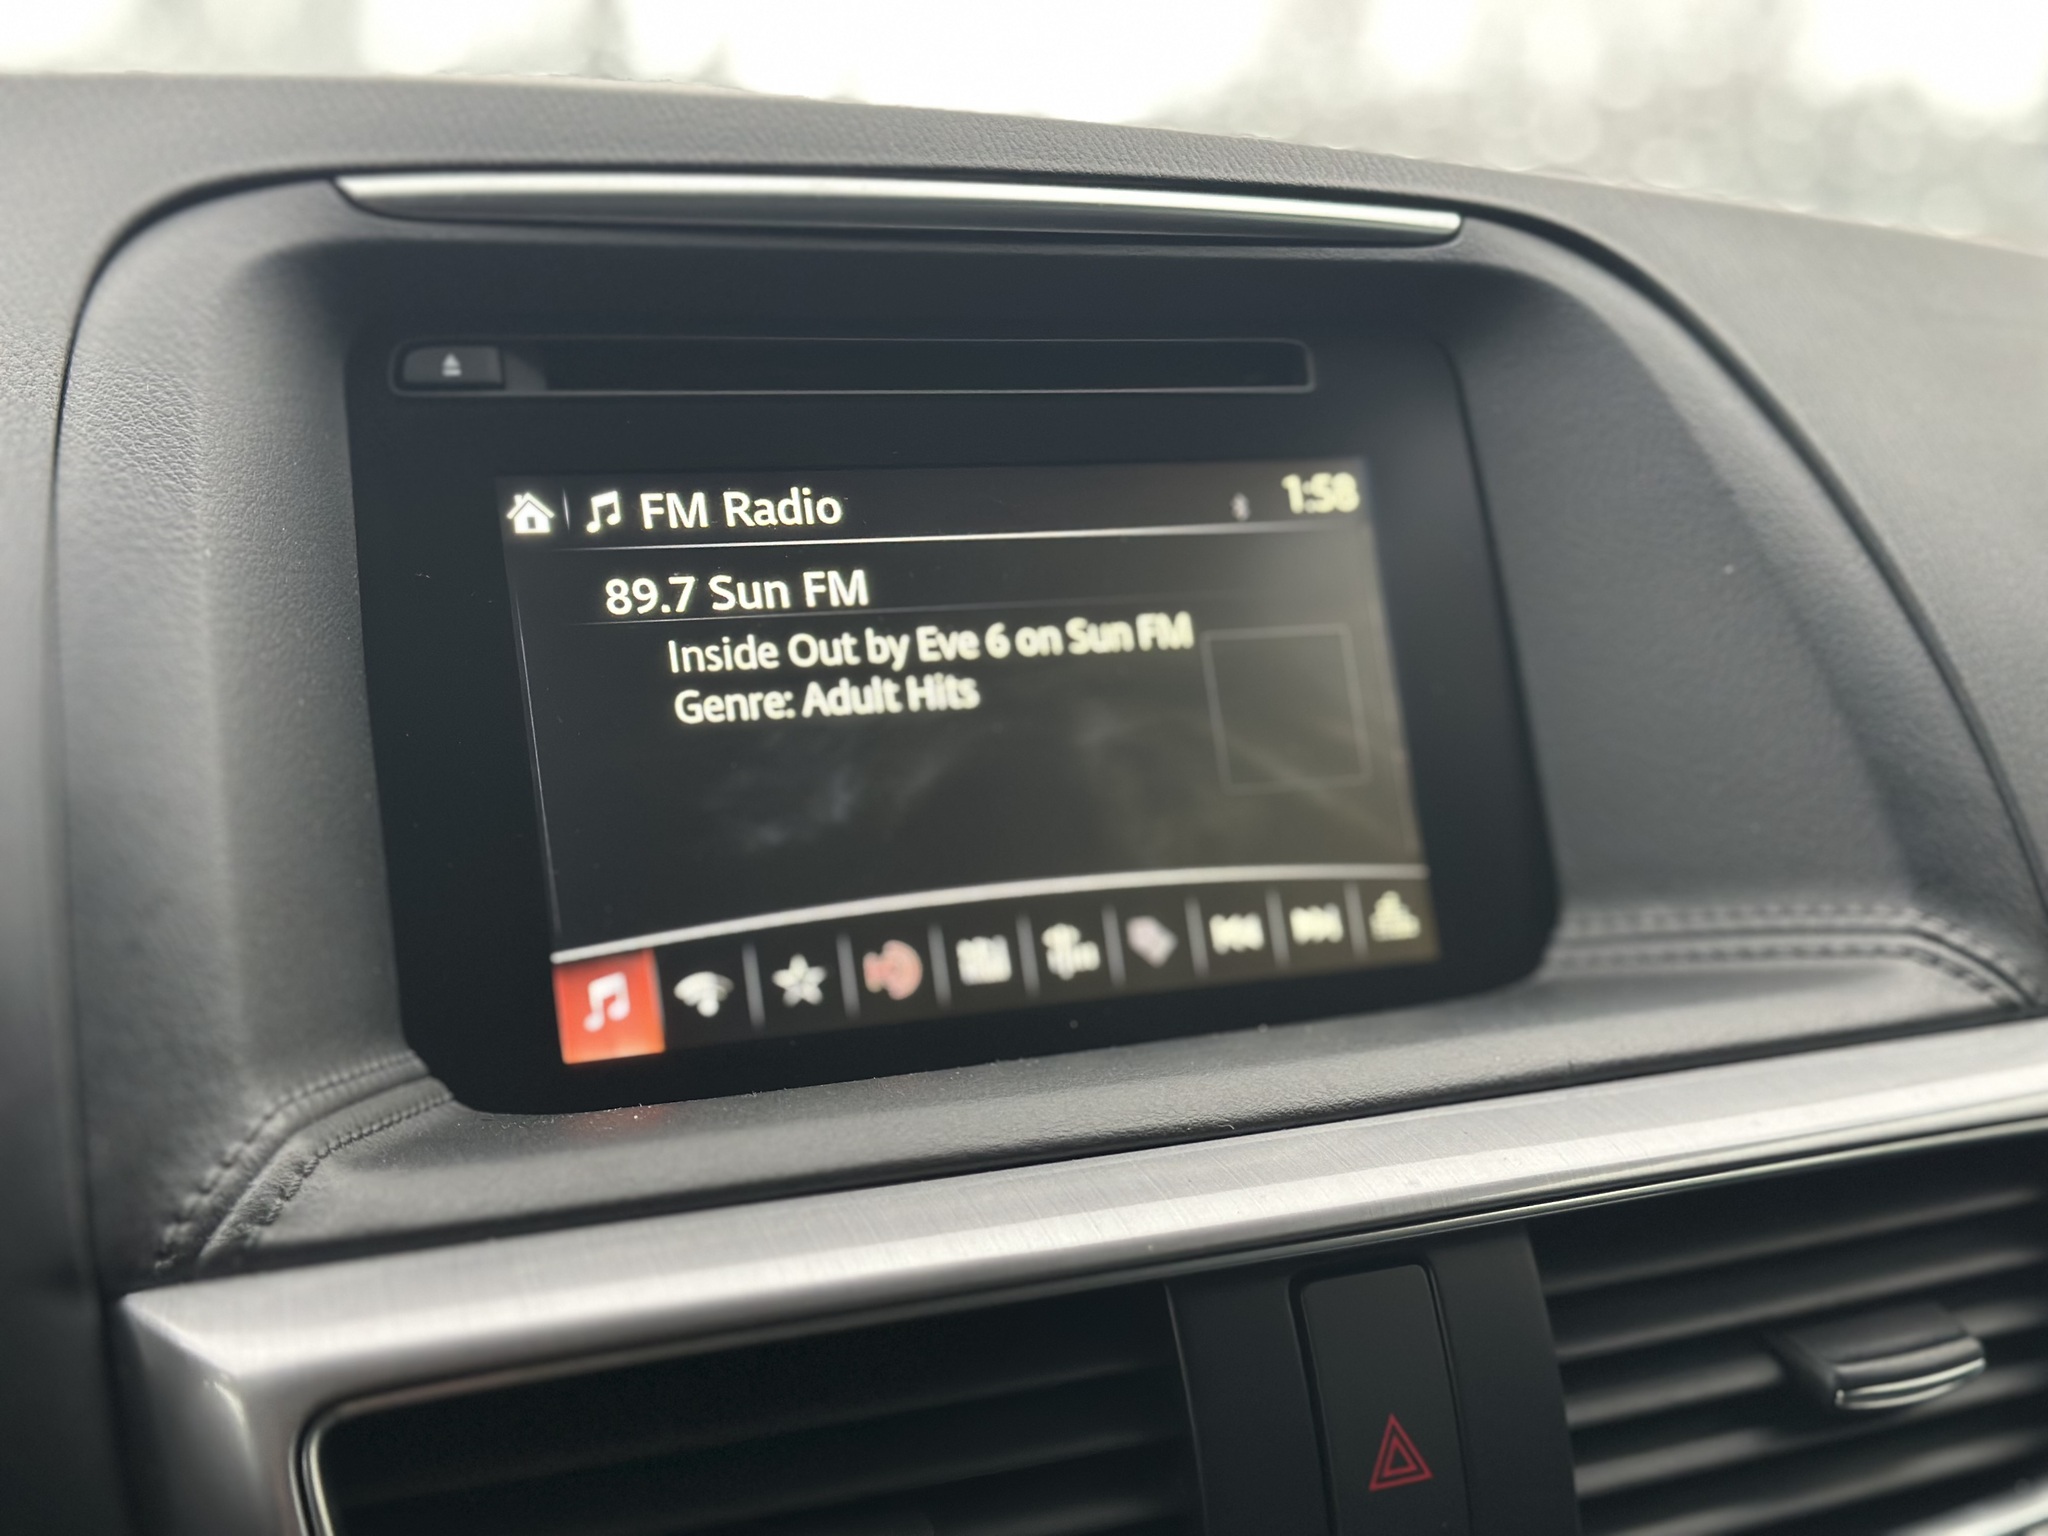 FM Radio
1:58
89.7 Sun FM
Inside Out by Eve 6 on Sun FM
Genre: Adult Hits